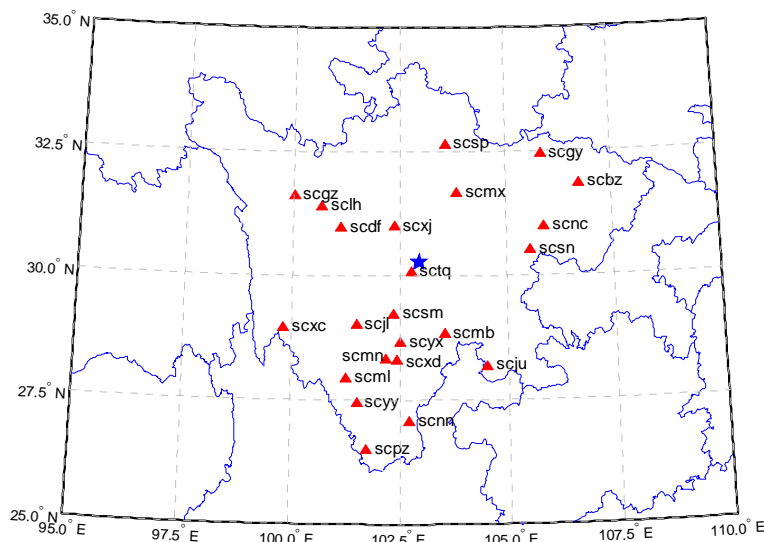 35.0° N
32.5° N
30.0° N
27.5° N
25.0° N
scsp
scgy
scbz
scmx
scgz
sclh
scdf
scxj
scnc
scsn
sctq
scsm
scjl
scxc
scmb
scyx
scmn
scxd
scju
scml
scyy
scnn
scpz
95.0° E
97.5° E
100.0° E
102.5° E
105.0° E
107.5° E
110.0° E